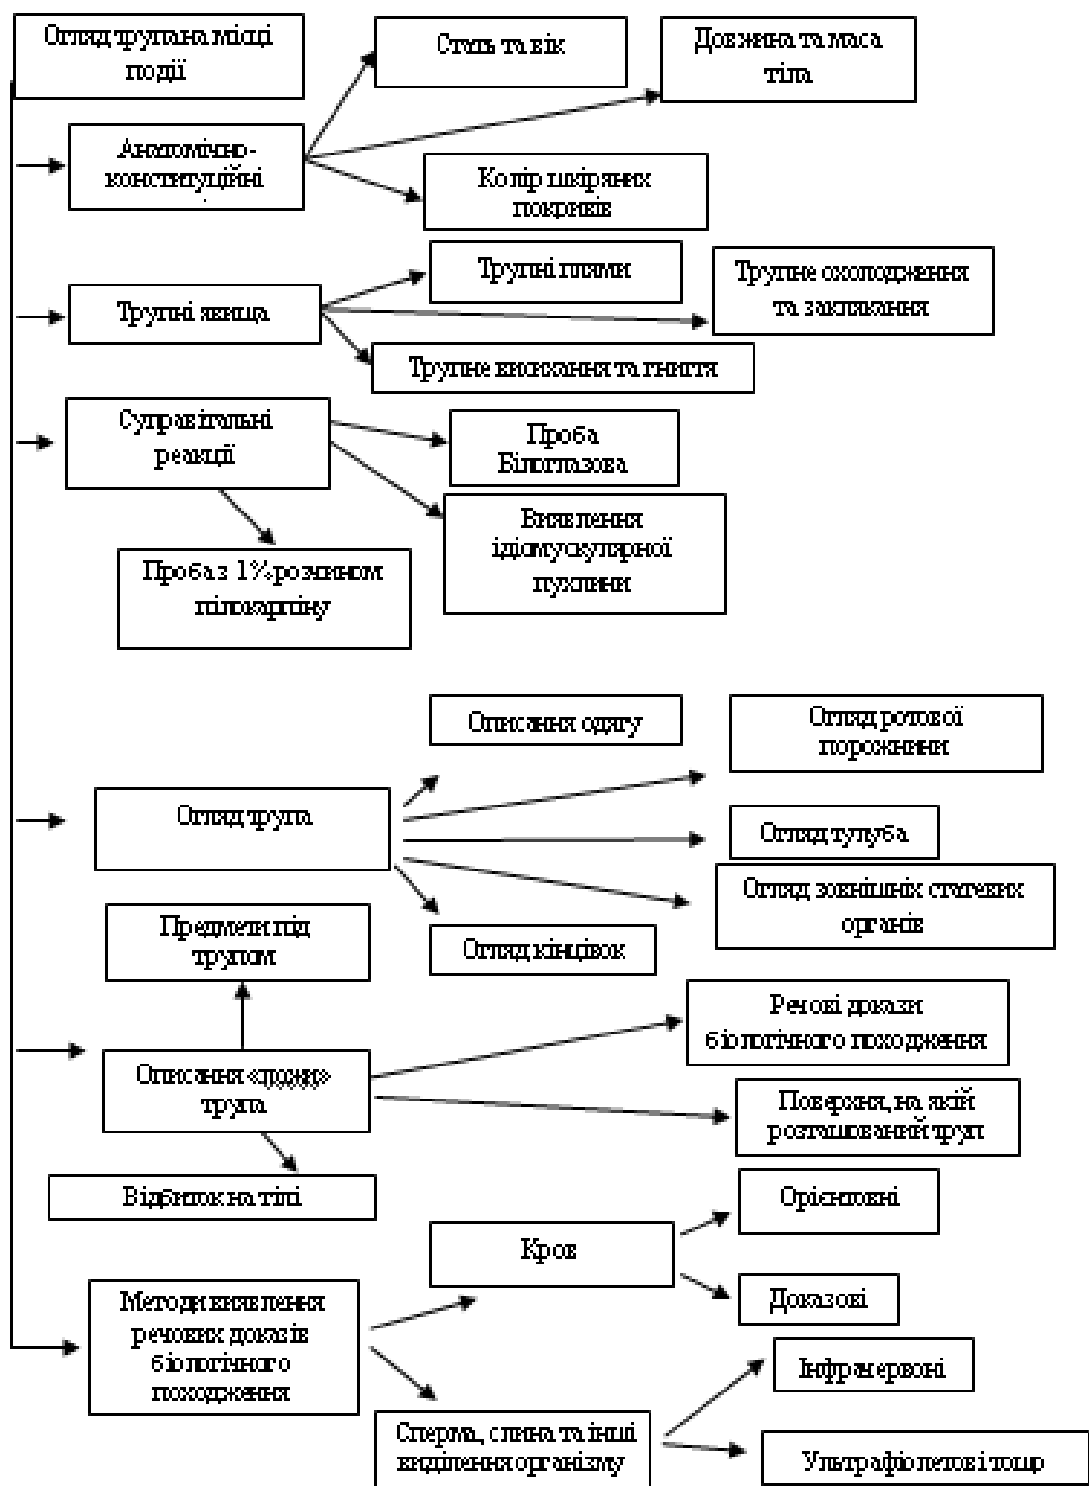 Огляд трупа на місці
події
Стать та вік
Довжина та маса
тіла
Анатомічно-
конституційні
Колір шкіряних
покривів
Трупні явища
Трупні плями
Трупне охолодження
та заклякання
Трупне висихання та гниття
Суправітальні
реакції
Проба
Білоглазова
Виявлення
ідіомускулярної
пухлини
Проба з 1% розчином
пілокарпіну
Огляд трупа
Описання одягу
Огляд ротової
порожнини
Огляд тулуба
Огляд зовнішніх статевих
органів
Огляд кінцівок
Предмети під
трупом
Описання «ложи»
трупа
Речові докази
біологічного походження
Поверхня, на якій
розташований труп
Відбиток на тілі
Методи виявлення
речових доказів
біологічного
походження
Кров
Орієнтовні
Доказові
Сперма, слина та інші
виділення організму
Інфрачервоні
Ультрафіолетові тощо